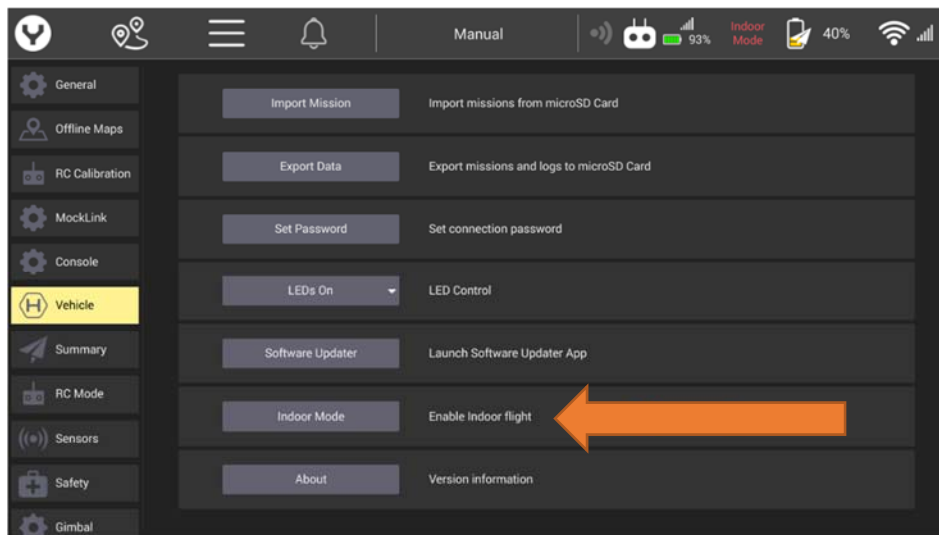 Manual
93%
Indoor
Mode
40%
General
Offline Maps
RC Calibration
MockLink
Console
Vehicle
Summary
RC Mode
Sensors
Safety
Gimbal
Import Mission Import missions from microSD Card
Export Data Export missions and logs to microSD Card
Set Password Set connection password
LEDs On LED Control
Software Updater Launch Software Updater App
Indoor Mode Enable Indoor flight
About Version information